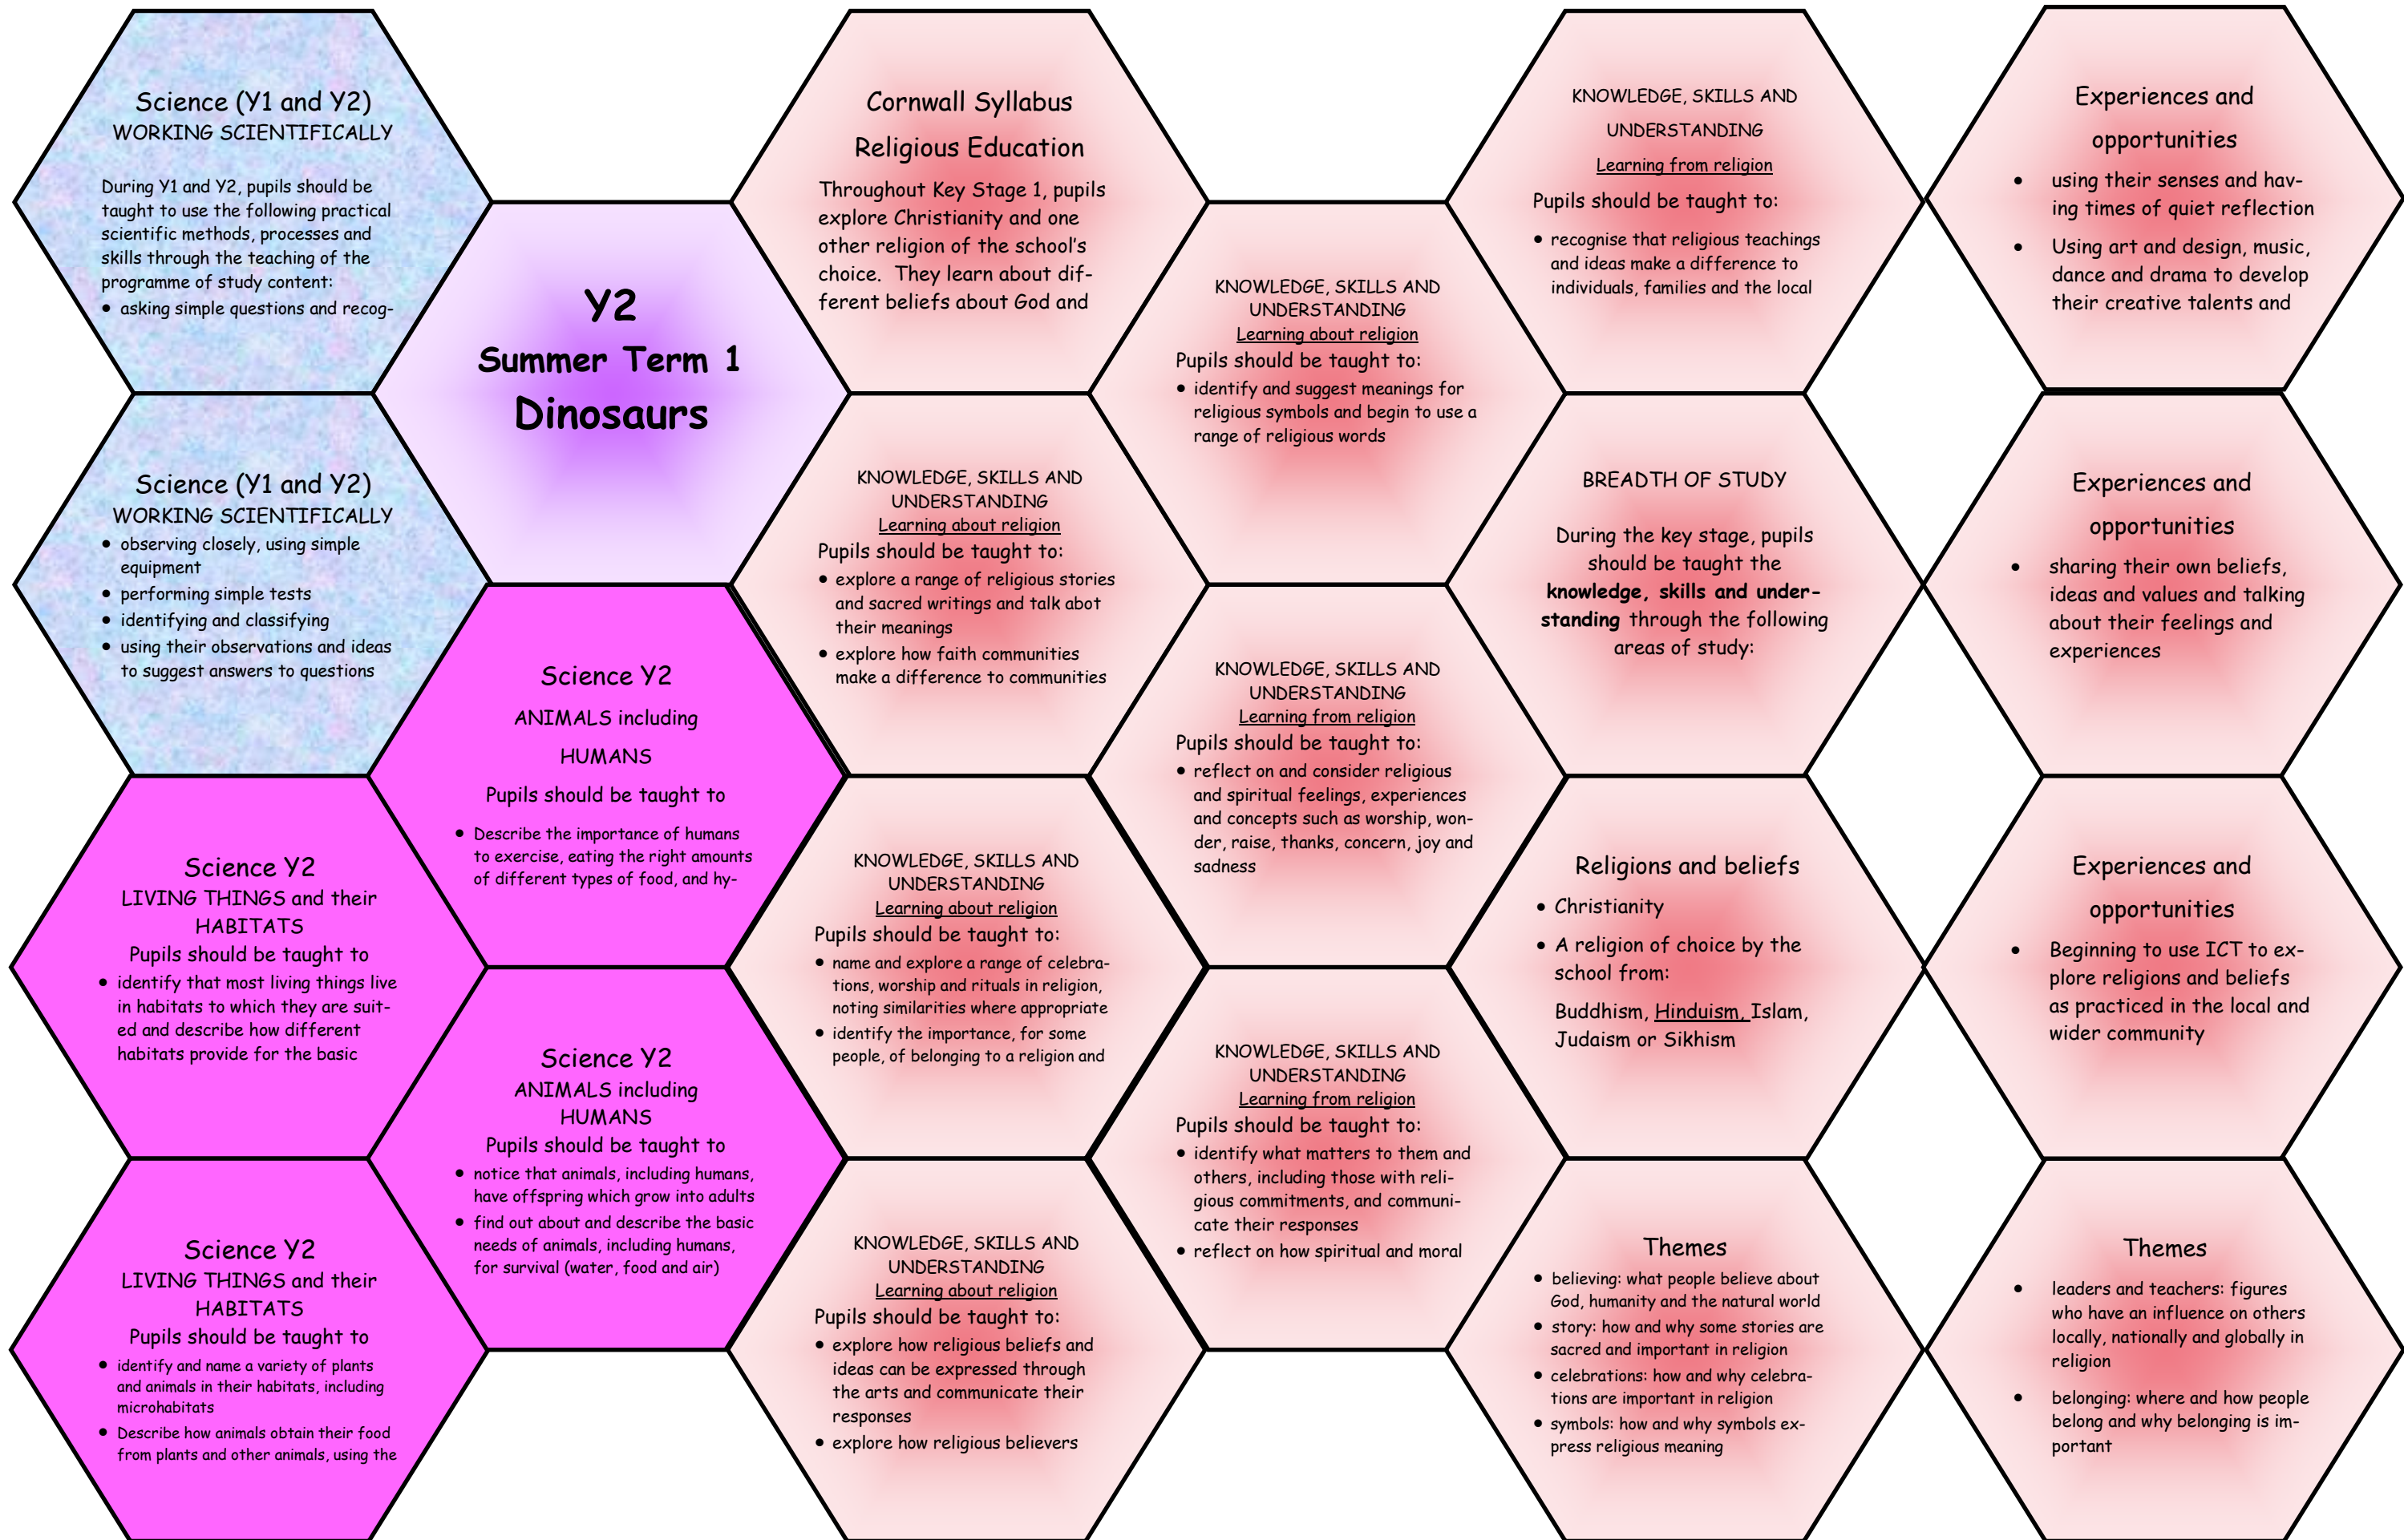 Science (Y1 and Y2)
WORKING SCIENTIFICALLY
During Y1 and Y2, pupils should be
taught to use the following practical
scientific methods, processes and
skills through the teaching of the
programme of study content:
• asking simple questions and recog-
Science (Y1 and Y2)
WORKING SCIENTIFICALLY
• observing closely, using simple
equipment
• performing simple tests
• identifying and classifying
• using their observations and ideas
to suggest answers to questions
Science Y2
LIVING THINGS and their
HABITATS
Pupils should be taught to
• identify that most living things live
in habitats to which they are suit-
ed and describe how different
habitats provide for the basic
Science Y2
LIVING THINGS and their
HABITATS
Pupils should be taught to
• identify and name a variety of plants
and animals in their habitats, including
microhabitats
• Describe how animals obtain their food
from plants and other animals, using the
Y2
Summer Term 1
Dinosaurs
Science Y2
ANIMALS including
HUMANS
Pupils should be taught to
• Describe the importance of humans
to exercise, eating the right amounts
of different types of food, and hy-
Science Y2
ANIMALS including
HUMANS
Pupils should be taught to
• notice that animals, including humans,
have offspring which grow into adults
• find out about and describe the basic
needs of animals, including humans,
for survival (water, food and air)
Cornwall Syllabus
Religious Education
Throughout Key Stage 1, pupils
explore Christianity and one
other religion of the school's
choice. They learn about dif-
ferent beliefs about God and
KNOWLEDGE, SKILLS AND
UNDERSTANDING
Learning about religion
Pupils should be taught to:
• explore a range of religious stories
and sacred writings and talk abot
their meanings
• explore how faith communities
make a difference to communities
KNOWLEDGE, SKILLS AND
UNDERSTANDING
Learning about religion
Pupils should be taught to:
• name and explore a range of celebra-
tions, worship and rituals in religion,
noting similarities where appropriate
• identify the importance, for some
people, of belonging to a religion and
KNOWLEDGE, SKILLS AND
UNDERSTANDING
Learning about religion
Pupils should be taught to:
• explore how religious beliefs and
ideas can be expressed through
the arts and communicate their
responses
• explore how religious believers
KNOWLEDGE, SKILLS AND
UNDERSTANDING
Learning about religion
Pupils should be taught to:
• identify and suggest meanings for
religious symbols and begin to use a
range of religious words
KNOWLEDGE, SKILLS AND
UNDERSTANDING
Learning from religion
Pupils should be taught to:
• reflect on and consider religious
and spiritual feelings, experiences
and concepts such as worship, won-
der, raise, thanks, concern, joy and
sadness
KNOWLEDGE, SKILLS AND
UNDERSTANDING
Learning from religion
Pupils should be taught to:
• identify what matters to them and
others, including those with reli-
gious commitments, and communi-
cate their responses
• reflect on how spiritual and moral
KNOWLEDGE, SKILLS AND
UNDERSTANDING
Learning from religion
Pupils should be taught to:
• recognise that religious teachings
and ideas make a difference to
individuals, families and the local
BREADTH OF STUDY
During the key stage, pupils
should be taught the
knowledge, skills and under-
standing through the following
areas of study:
Religions and beliefs
• Christianity
• A religion of choice by the
school from:
Buddhism, Hinduism, Islam,
Judaism or Sikhism
Themes
• believing: what people believe about
God, humanity and the natural world
• story: how and why some stories are
sacred and important in religion
• celebrations: how and why celebra-
tions are important in religion
• symbols: how and why symbols ex-
press religious meaning
Experiences and
opportunities
• using their senses and hav-
ing times of quiet reflection
• Using art and design, music,
dance and drama to develop
their creative talents and
Experiences and
opportunities
• sharing their own beliefs,
ideas and values and talking
about their feelings and
experiences
Experiences and
opportunities
• Beginning to use ICT to ex-
plore religions and beliefs
as practiced in the local and
wider community
Themes
• leaders and teachers: figures
who have an influence on others
locally, nationally and globally in
religion
• belonging: where and how people
belong and why belonging is im-
portant